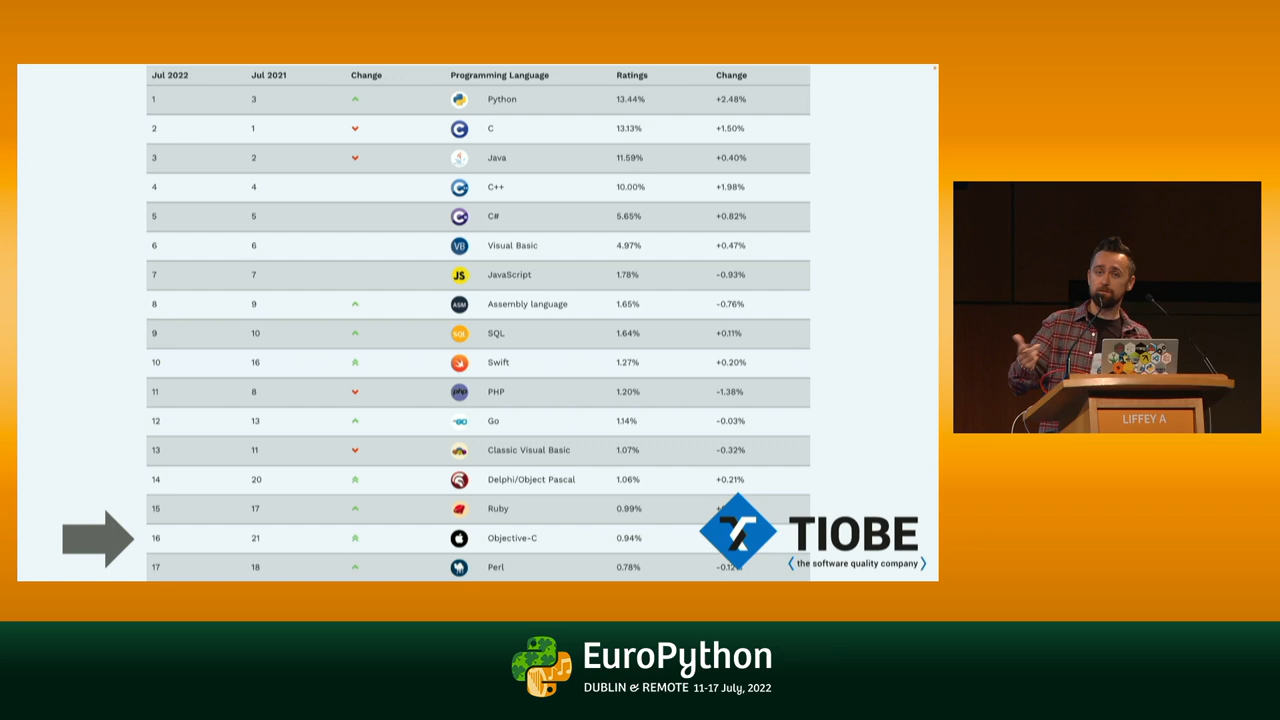 Jul 2022 Jul 2021 Change Programming Language Ratings Change
1 3 Python 13.44% +2.48%
2 1 C 13.13% +1.50%
3 2 Java 11.59% +0.40%
4 4 C++ 10.00% +1.98%
5 5 C# 5.65% +0.82%
6 6 VB Visual Basic 4.97% +0.47%
7 7 JS JavaScript 1.78% -0.93%
8 9 ASM Assembly language 1.65% -0.76%
9 10 SQL SQL 1.64% +0.11%
10 16 Swift 1.27% +0.20%
11 8 php PHP 1.20% -1.38%
12 13 GO Go 1.14% -0.03%
13 11 Classic Visual Basic 1.07% -0.32%
14 20 Delphi/Object Pascal 1.06% +0.21%
15 17 Ruby 0.99%
16 21 Objective-C 0.94%
17 18 Perl 0.78%
TIOBE
the software quality company
LIFFEY A
EuroPython
DUBLIN & REMOTE 11-17 July, 2022